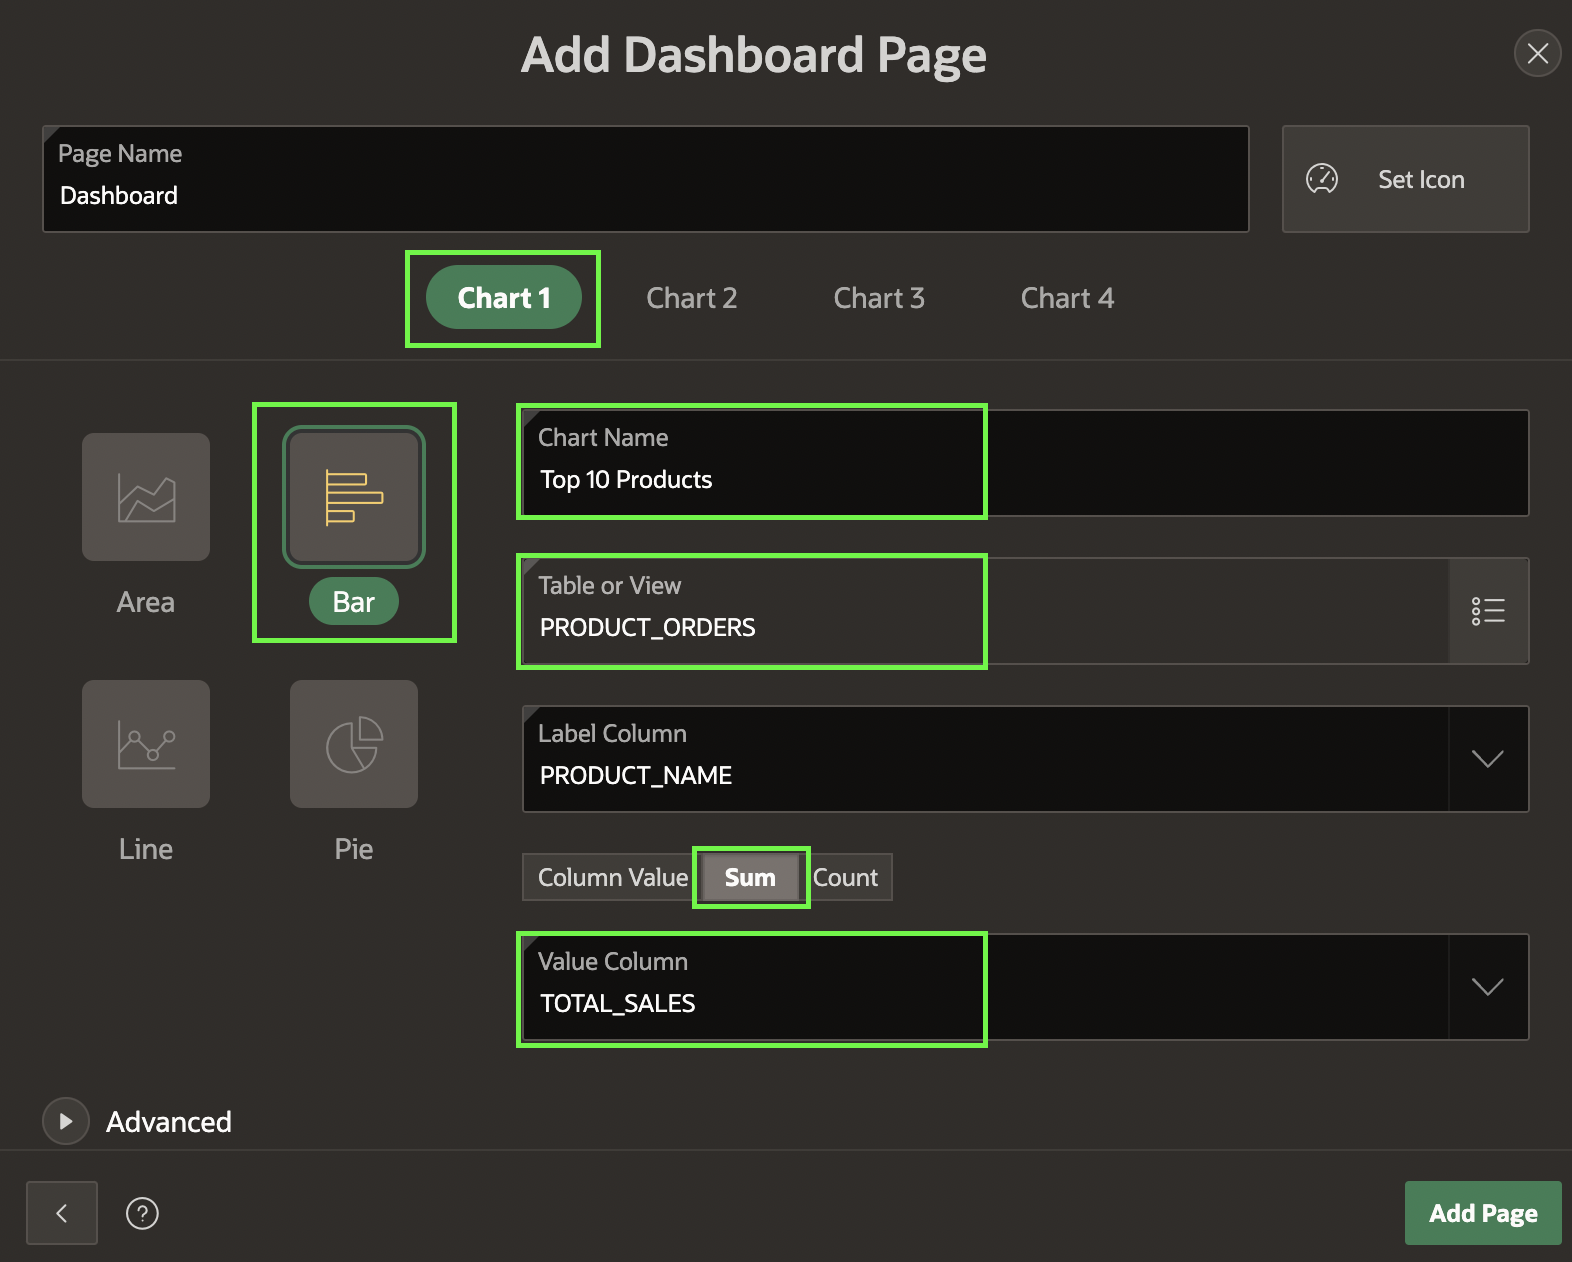 Add Dashboard Page
Page Name
Dashboard
Set Icon
Chart 1
Chart 2
Chart 3
Chart 4
Area
Bar
Line
Pie
Chart Name
Top 10 Products
Table or View
PRODUCT_ORDERS
Label Column
PRODUCT_NAME
Column Value
Sum
Count
Value Column
TOTAL_SALES
Advanced
?
Add Page